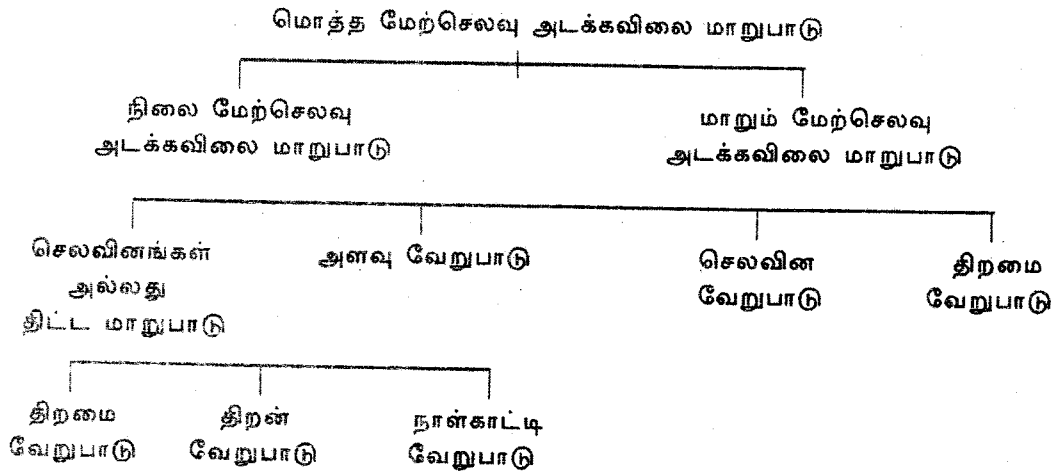 மொத்த மேற்செலவு அடக்கவிலை மாறுபாடு
நிலை மேற்செலவு
அடக்கவிலை மாறுபாடு
மாறும் மேற்செலவு
அடக்கவிலை மாறுபாடு
செலவினங்கள்
அல்லது
திட்ட மாறுபாடு
அளவு வேறுபாடு
செலவின
வேறுபாடு
திறமை
வேறுபாடு
திறமை
வேறுபாடு
திறன்
வேறுபாடு
நாள்காட்டி
வேறுபாடு